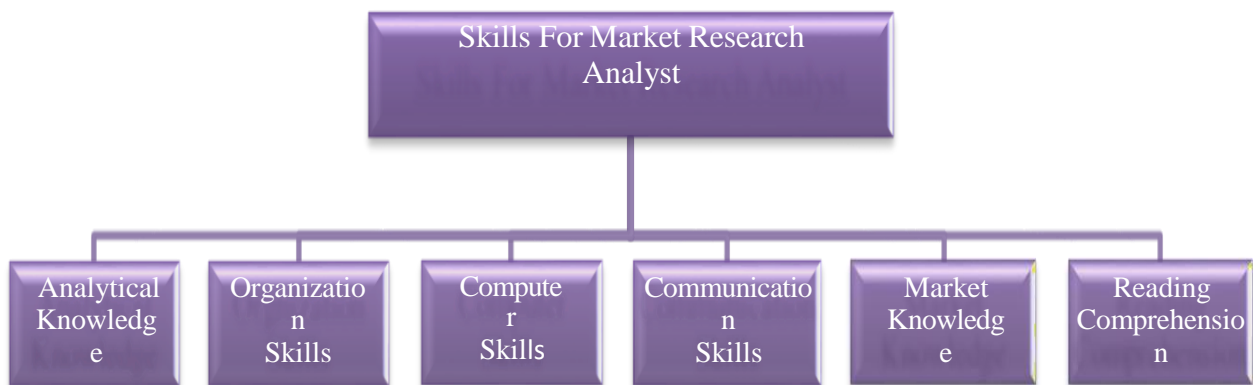 Skills For Market Research
Analyst
Analytical
Knowledg
e
Organizatio
n
Skills
Compute
r
Skills
Communicatio
n
Skills
Market
Knowledg
e
Reading
Comprehensio
n